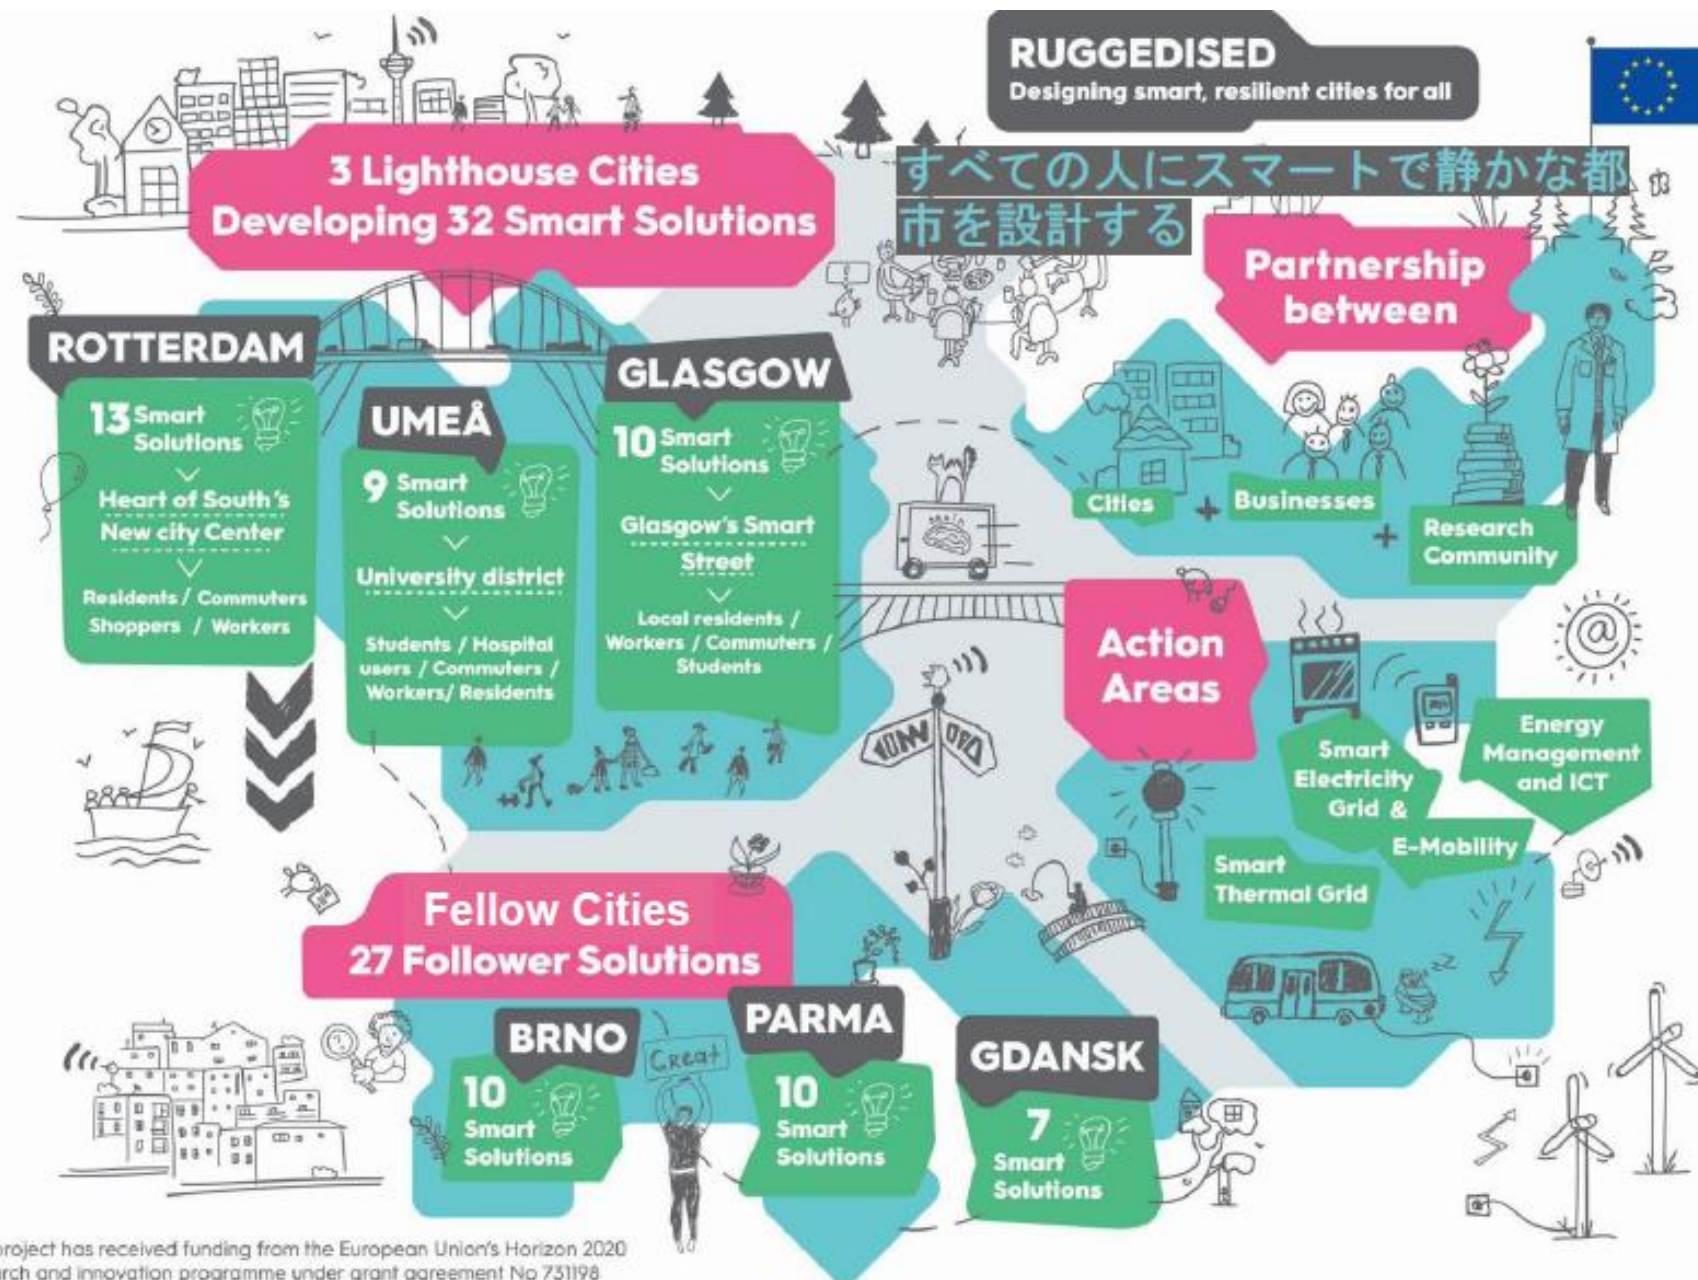 RUGGEDISED
Designing smart, resilient cities for all
すべての人にスマートで静かな都
市を設計する
3 Lighthouse Cities
Developing 32 Smart Solutions
Partnership
between
ROTTERDAM
13 Smart
Solutions
Heart of South's
New city Center
Residents / Commuters
Shoppers / Workers
UMEÅ
9 Smart
Solutions
University district
Students / Hospital
users / Commuters /
Workers/ Residents
GLASGOW
10 Smart
Solutions
Glasgow's Smart
Street
Local residents /
Workers / Commuters /
Students
Cities
+
Businesses
+
Research
Community
Action
Areas
@
Smart
Electricity
Grid &
E-Mobility
Energy
Management
and ICT
Smart
Thermal Grid
Fellow Cities
27 Follower Solutions
BRNO
10
Smart
Solutions
Great
PARMA
10
Smart
Solutions
GDANSK
7
Smart
Solutions
project has received funding from the European Union's Horizon 2020
arch and innovation programme under grant agreement No 731198